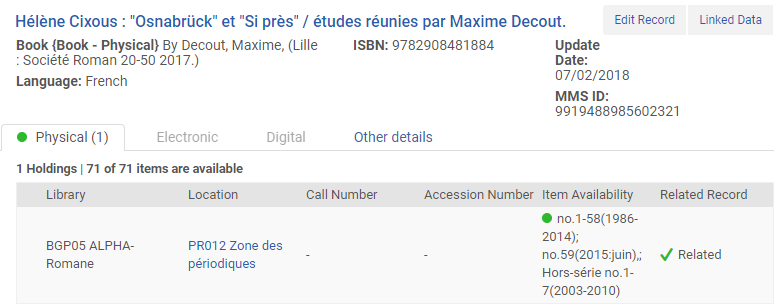 Hélène Cixous : "Osnabrück" et "Si près" / études réunies par Maxime Decout.
Edit Record
Linked Data
Book {Book - Physical} By Decout, Maxime, (Lille
: Société Roman 20-50 2017.)
Language: French
ISBN: 9782908481884
Update
Date:
07/02/2018
MMS ID:
9919488985602321
Physical (1)
Electronic
Digital
Other details
1 Holdings | 71 of 71 items are available
Library
Location
Call Number
Accession Number
Item Availability
Related Record
BGP05 ALPHA-
Romane
PR012 Zone des
périodiques
-
-
no.1-58(1986-
2014);
no.59(2015:juin),;
Hors-série no.1-
7(2003-2010)
Related